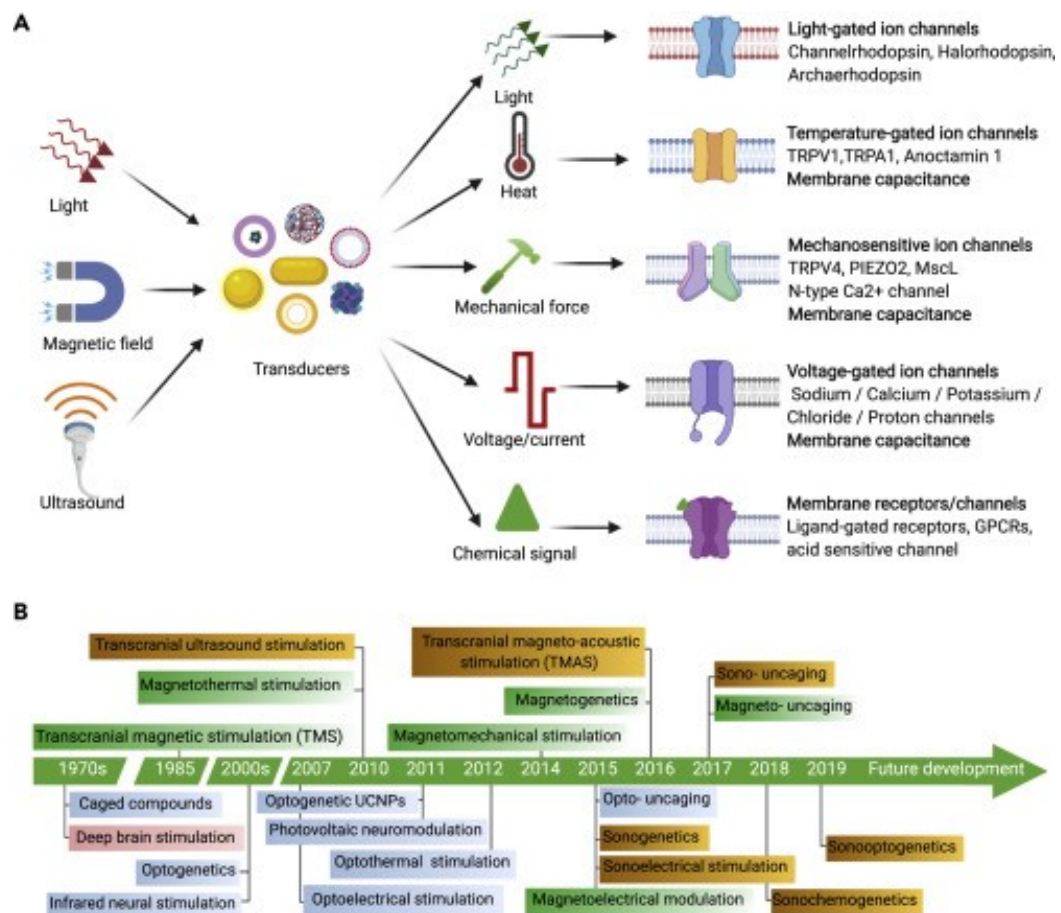 A
Light
Magnetic field
Ultrasound
Transducers
Light
Heat
Mechanical force
Voltage/current
Chemical signal
Light-gated ion channels
Channelrhodopsin, Halorhodopsin,
Archaerhodopsin
Temperature-gated ion channels
TRPV1,TRPA1, Anoctamin 1
Membrane capacitance
Mechanosensitive ion channels
TRPV4, PIEZO2, MscL
N-type Ca2+ channel
Membrane capacitance
Voltage-gated ion channels
Sodium / Calcium / Potassium /
Chloride / Proton channels
Membrane capacitance
Membrane receptors/channels
Ligand-gated receptors, GPCRs,
acid sensitive channel
B
Transcranial ultrasound stimulation
Magnetothermal stimulation
Transcranial magnetic stimulation (TMS)
Transcranial magneto-acoustic
stimulation (TMAS)
Magnetogenetics
Magnetomechanical stimulation
Sono- uncaging
Magneto- uncaging
1970s 1985 2000s 2007 2010 2011 2012 2014 2015 2016 2017 2018 2019 Future development
Caged compounds
Deep brain stimulation
Optogenetics
Infrared neural stimulation
Optogenetic UCNPs
Photovoltaic neuromodulation
Optothermal stimulation
Optoelectrical stimulation
Opto- uncaging
Sonogenetics
Sonoelectrical stimulation
Magnetoelectrical modulation
Sonooptogenetics
Sonochemogenetics